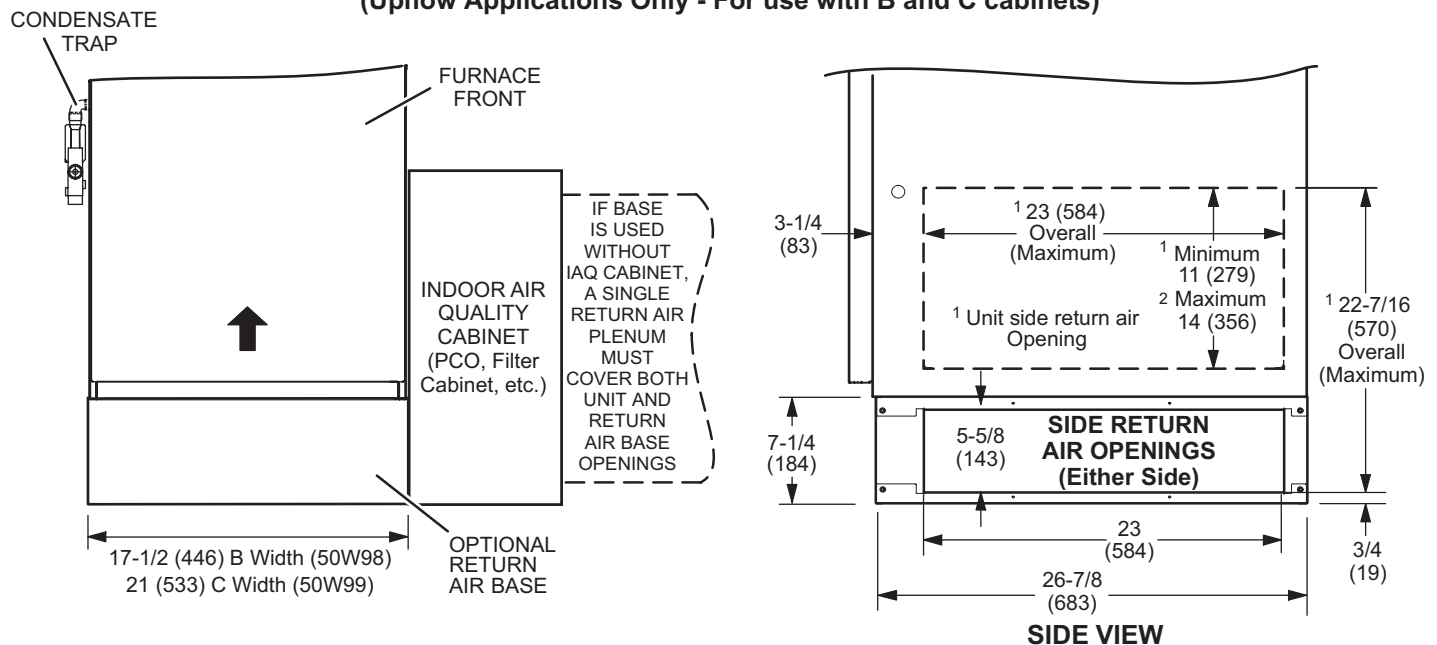 (Upflow Applications Only - For use with B and C cabinets)
CONDENSATE
TRAP
FURNACE
FRONT
INDOOR AIR
QUALITY
CABINET
(PCO, Filter
Cabinet, etc.)
IF BASE
IS USED
WITHOUT
IAQ CABINET,
A SINGLE
RETURN AIR
PLENUM
MUST
COVER BOTH
UNIT AND
RETURN
AIR BASE
OPENINGS
17-1/2 (446) B Width (50W98)
21 (533) C Width (50W99)
OPTIONAL
RETURN
AIR BASE
3-1/4
(83)
1 23 (584)
Overall
(Maximum)
1 Minimum
11 (279)
2 Maximum
14 (356)
1 Unit side return air
Opening
1 22-7/16
(570)
Overall
(Maximum)
7-1/4
(184)
5-5/8
(143)
SIDE RETURN
AIR OPENINGS
(Either Side)
23
(584)
3/4
(19)
26-7/8
(683)
SIDE VIEW